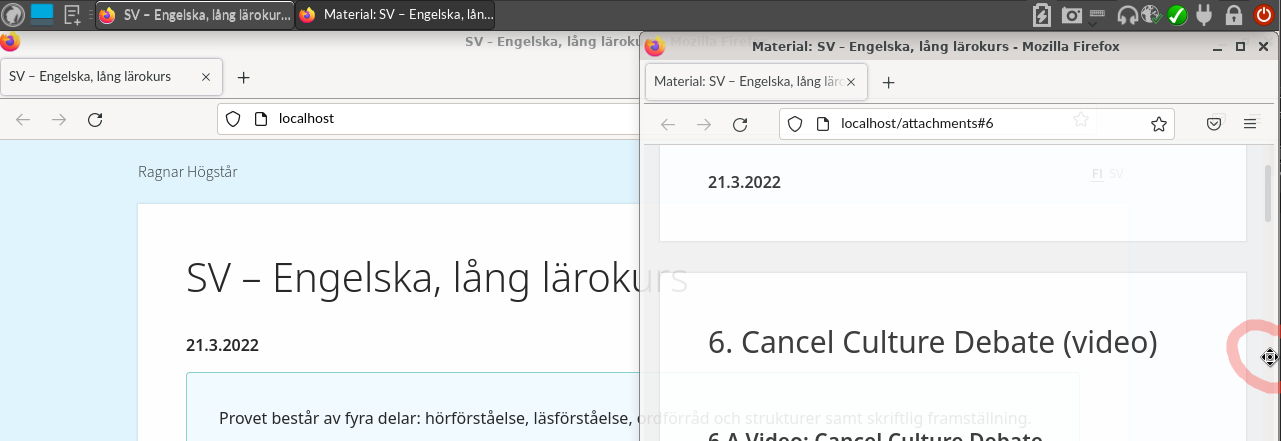 SV – Engelska, lång lärokur...
Material: SV – Engelska, lån...
SV – Engelska, lång läroku
Mozilla Fire
SV – Engelska, lång lärokurs
localhost
Ragnar Högstår
SV – Engelska, lång lärokurs
21.3.2022
Provet består av fyra delar: hörförståelse, läsförståelse, ordförråd och strukturer samt skriftlig framställning.
Material: SV – Engelska, lång lärokurs - Mozilla Firefox
Material: SV – Engelska, lång läro
localhost/attachments#6
FI SV
21.3.2022
6. Cancel Culture Debate (video)
6.A Video: Cancel Culture Debate